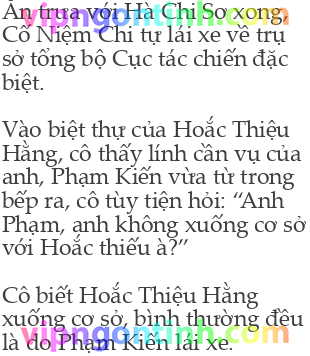 Ăn trưa với Hà Chi Sơ xong,
Cố Niệm Chi tự lái xe về trụ
sở tổng bộ Cục tác chiến đặc
biệt.

Vào biệt thự của Hoắc Thiệu
Hằng, cô thấy lính cần vụ của
anh, Phạm Kiến vừa từ trong
bếp ra, cô tùy tiện hỏi: “Anh
Phạm, anh không xuống cơ sở
với Hoắc thiếu à?”

Cô biết Hoắc Thiệu Hằng
xuống cơ sở, bình thường đều
là do Phạm Kiến lái xe.
vipngontinh.com
vipngontinh.com